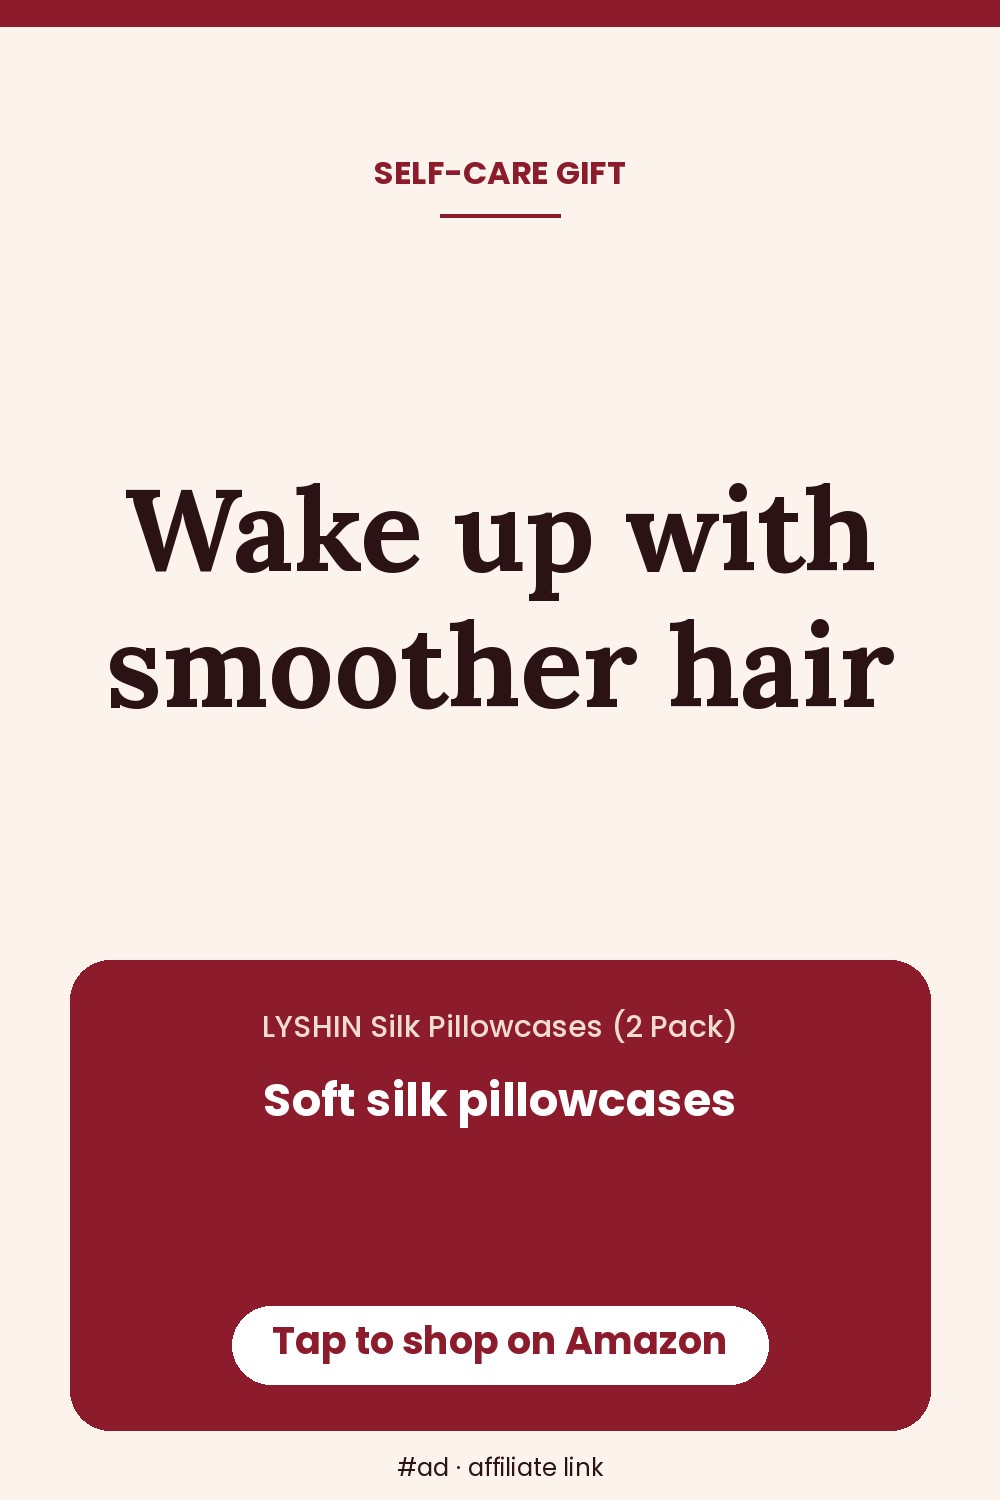 SELF-CARE GIFT
Wake up with
smoother hair
LYSHIN Silk Pillowcases (2 Pack)
Soft silk pillowcases
Tap to shop on Amazon
#ad · affiliate link